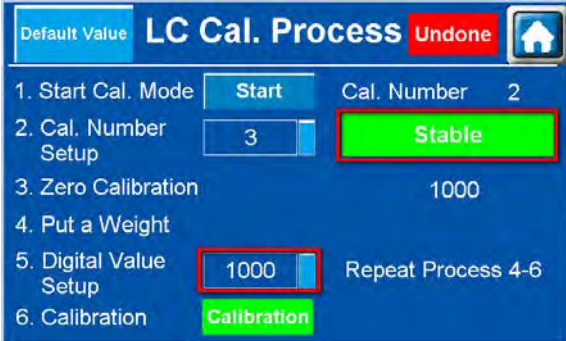 Default Value LC Cal. Process Undone
1. Start Cal. Mode Start Cal. Number 2
2. Cal. Number
Setup
3
Stable
3. Zero Calibration 1000
4. Put a Weight
5. Digital Value
Setup
1000
Repeat Process 4-6
6. Calibration Calibration